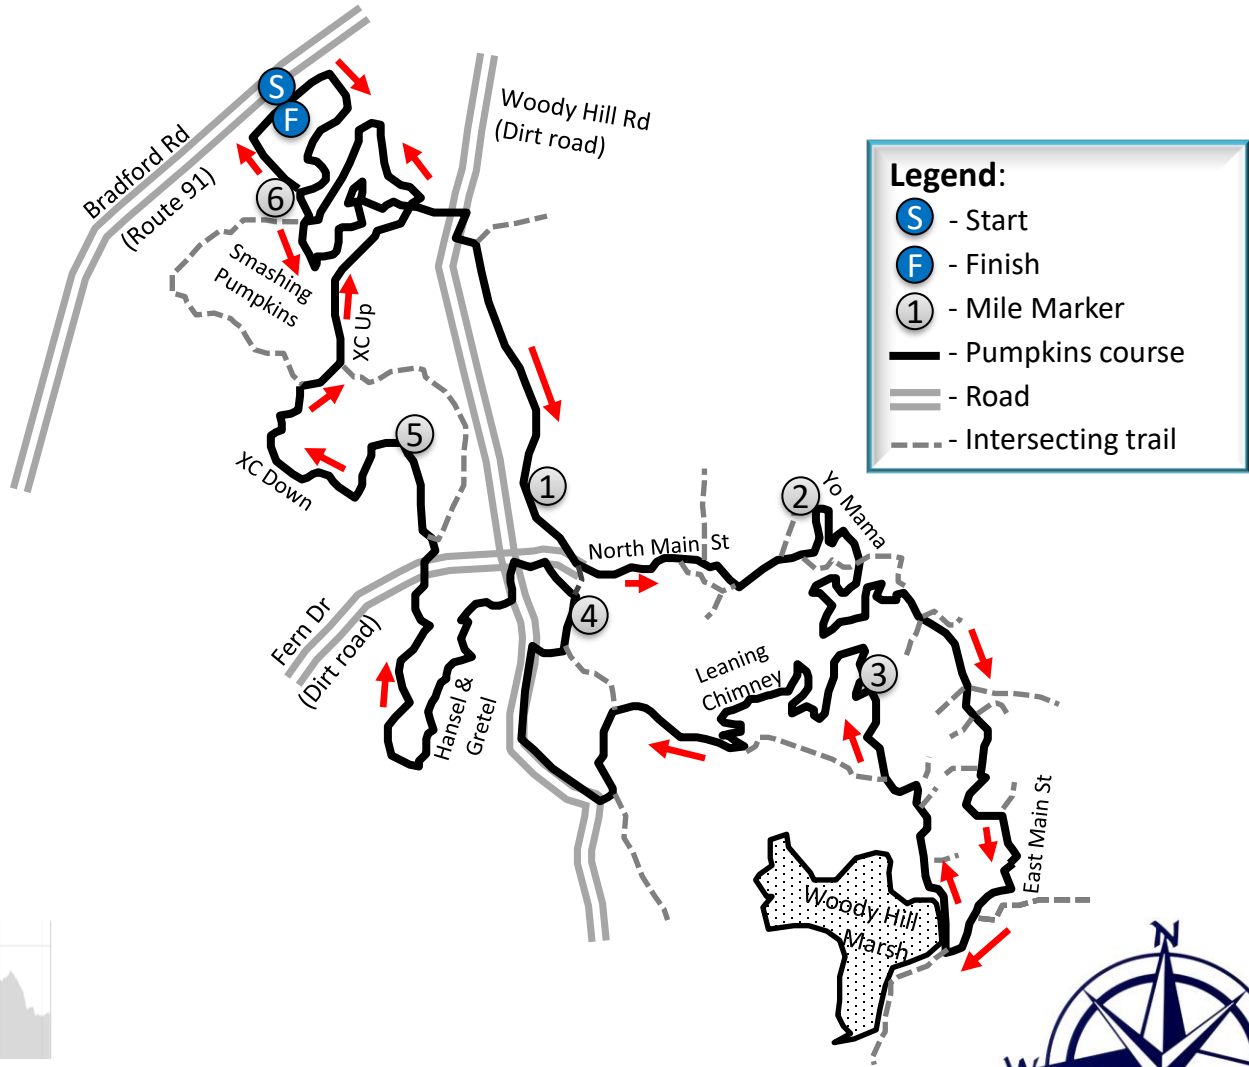 S
F
Bradford Rd
(Route 91)
Woody Hill Rd
(Dirt road)
6
Smashing
Pumpkins
XC Up
5
XC Down
1
North Main St
2
Yo Mama
Fern Dr
(Dirt road)
4
Hansel &
Gretel
Leaning
Chimney
3
East Main St
Woody Hill
Marsh
Legend:
S - Start
F - Finish
1 - Mile Marker
- Pumpkins course
- Road
- Intersecting trail
N
W